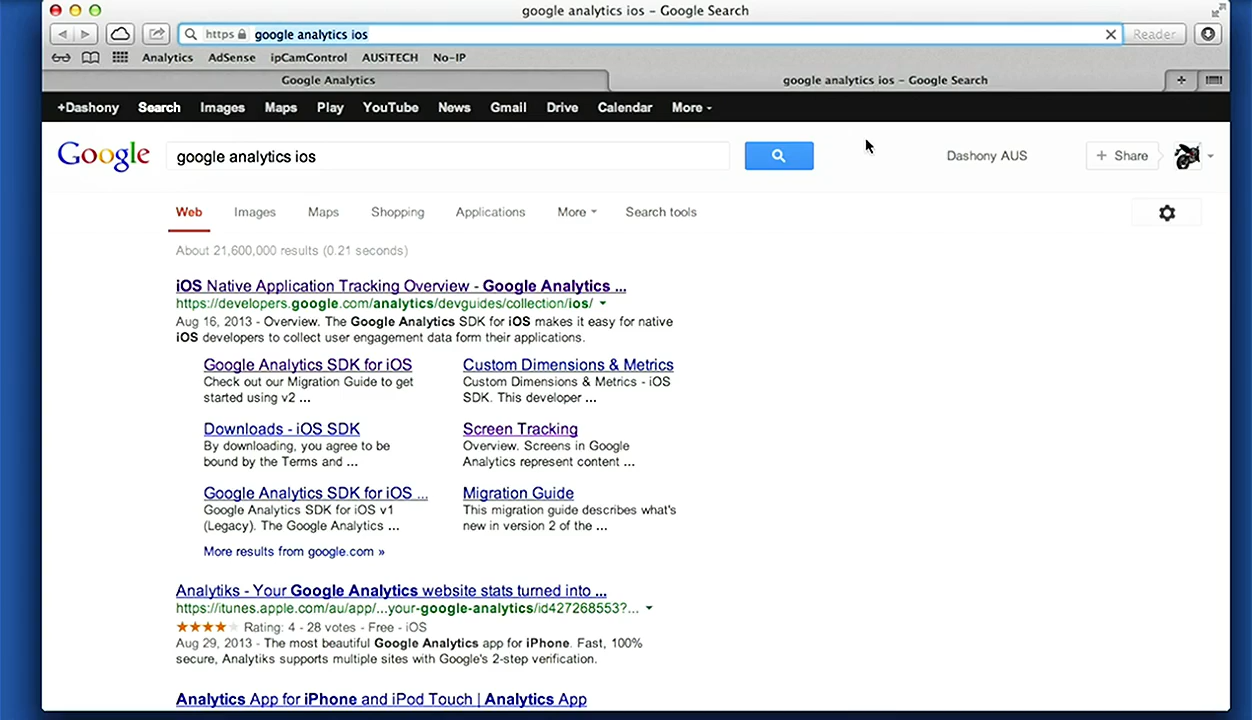 google analytics ios – Google Search
https google analytics ios Reader
Analytics AdSense ipCamControl AUSiTECH No-IP
Google Analytics google analytics ios – Google Search +
+Dashony Search Images Maps Play YouTube News Gmail Drive Calendar More
Google google analytics ios Dashony AUS + Share
Web Images Maps Shopping Applications More Search tools
About 21,600,000 results (0.21 seconds)
iOS Native Application Tracking Overview - Google Analytics ...
https://developers.google.com/analytics/devguides/collection/ios/
Aug 16, 2013 - Overview. The Google Analytics SDK for iOS makes it easy for native
iOS developers to collect user engagement data form their applications.
Google Analytics SDK for iOS
Check out our Migration Guide to get
started using v2 ...
Custom Dimensions & Metrics
Custom Dimensions & Metrics - iOS
SDK. This developer ...
Downloads - iOS SDK
By downloading, you agree to be
bound by the Terms and ...
Screen Tracking
Overview. Screens in Google
Analytics represent content ...
Google Analytics SDK for iOS ...
Google Analytics SDK for iOS v1
(Legacy). The Google Analytics ...
Migration Guide
This migration guide describes what's
new in version 2 of the ...
More results from google.com »
Analytiks - Your Google Analytics website stats turned into ...
https://itunes.apple.com/au/app/...your-google-analytics/id427268553?...
Rating: 4 - 28 votes - Free - iOS
Aug 29, 2013 - The most beautiful Google Analytics app for iPhone. Fast, 100%
secure, Analytiks supports multiple sites with Google's 2-step verification.
Analytics App for iPhone and iPod Touch | Analytics App